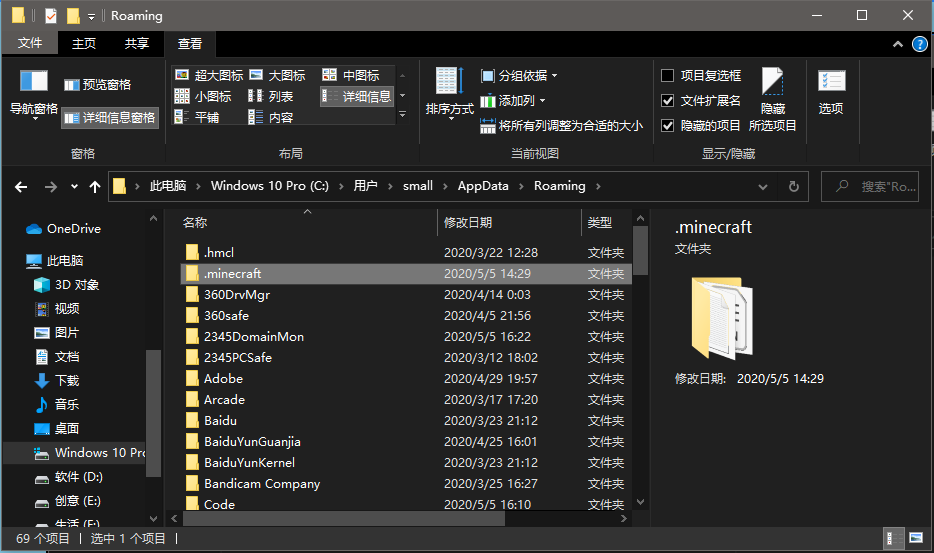 Roaming
文件 主页 共享 查看
导航窗格 预览窗格 详细信息窗格
窗格
超大图标 大图标 中图标
小图标 列表 详细信息
平铺 内容
布局
排序方式 分组依据
添加列
将所有列调整为合适的大小
当前视图
项目复选框
文件扩展名
隐藏的项目
隐藏
所选项目
显示/隐藏
选项
此电脑 Windows 10 Pro (C:) 用户 small AppData Roaming
搜索"Ro...
OneDrive
此电脑
3D 对象
视频
图片
文档
下载
音乐
桌面
Windows 10 Pro
软件 (D:)
创意 (E:)
生活 (F:)
名称 修改日期 类型
.hmcl 2020/3/22 12:28 文件夹
.minecraft 2020/5/5 14:29 文件夹
360DrvMgr 2020/4/14 0:03 文件夹
360safe 2020/4/5 21:56 文件夹
2345DomainMon 2020/5/5 16:22 文件夹
2345PCSafe 2020/3/12 18:02 文件夹
Adobe 2020/4/29 19:57 文件夹
Arcade 2020/3/17 17:20 文件夹
Baidu 2020/3/23 21:12 文件夹
BaiduYunGuanjia 2020/4/25 16:01 文件夹
BaiduYunKernel 2020/3/23 21:12 文件夹
Bandicam Company 2020/3/25 16:27 文件夹
Code 2020/5/5 16:10 文件夹
.minecraft
文件夹
修改日期: 2020/5/5 14:29
69 个项目 选中 1 个项目